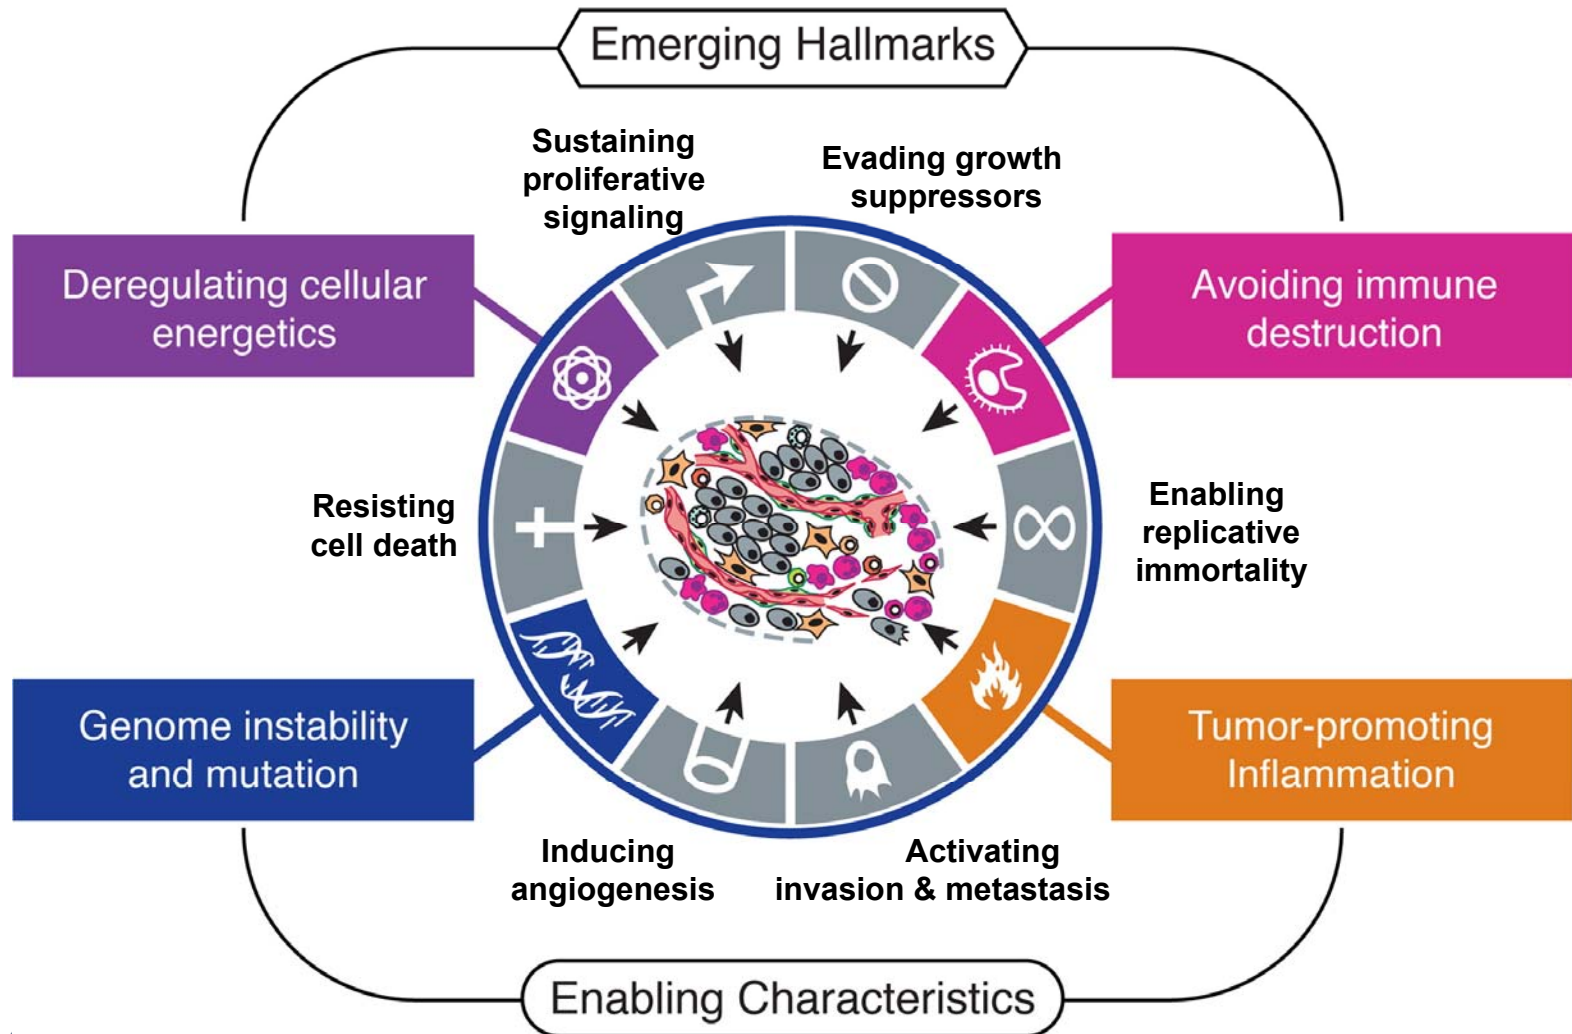 Emerging Hallmarks
Sustaining
proliferative
signaling
Evading growth
suppressors
Deregulating cellular
energetics
Avoiding immune
destruction
Resisting
cell death
Enabling
replicative
immortality
Genome instability
and mutation
Tumor-promoting
Inflammation
Inducing
angiogenesis
Activating
invasion & metastasis
Enabling Characteristics